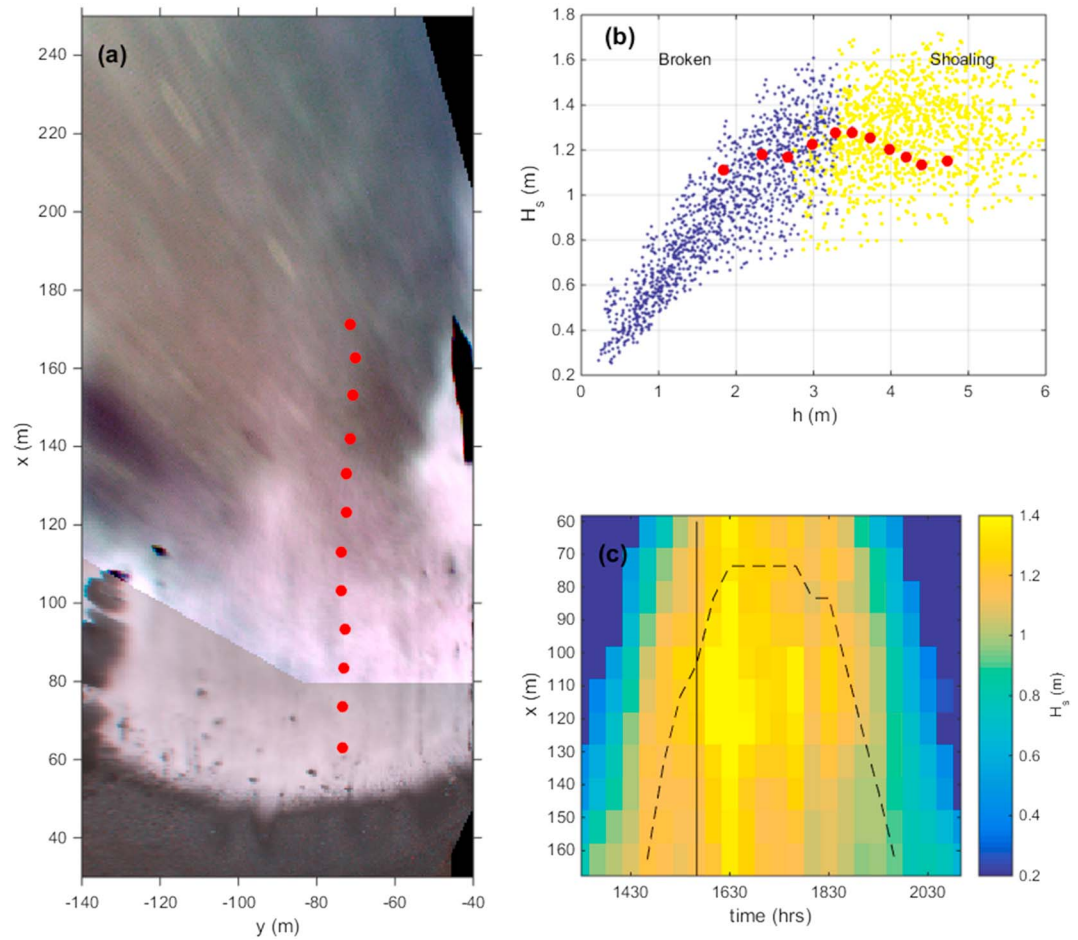 (a)
240
220
200
180
160
140
120
100
80
60
40
x (m)
-140 -120 -100 -80 -60 -40
y (m)
(b)
Broken Shoaling
1.8
1.6
1.4
1.2
1
0.8
0.6
0.4
0.2
H_s (m)
0 1 2 3 4 5 6
h (m)
(c)
60
70
80
90
100
110
120
130
140
150
160
x (m)
1430 1630 1830 2030
time (hrs)
1.4
1.2
1
0.8
0.6
0.4
0.2
H_s (m)